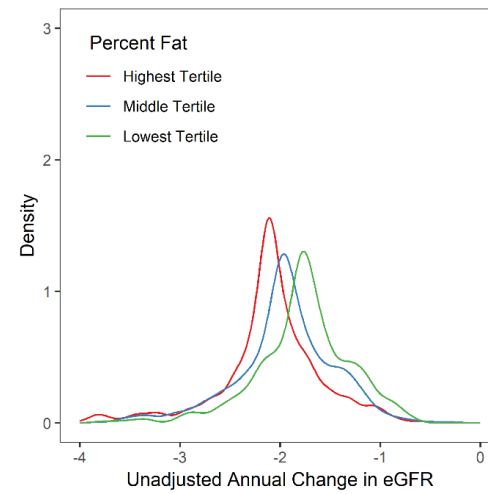 Percent Fat
Highest Tertile
Middle Tertile
Lowest Tertile
Density
3
2
1
0
-4 -3 -2 -1 0
Unadjusted Annual Change in eGFR